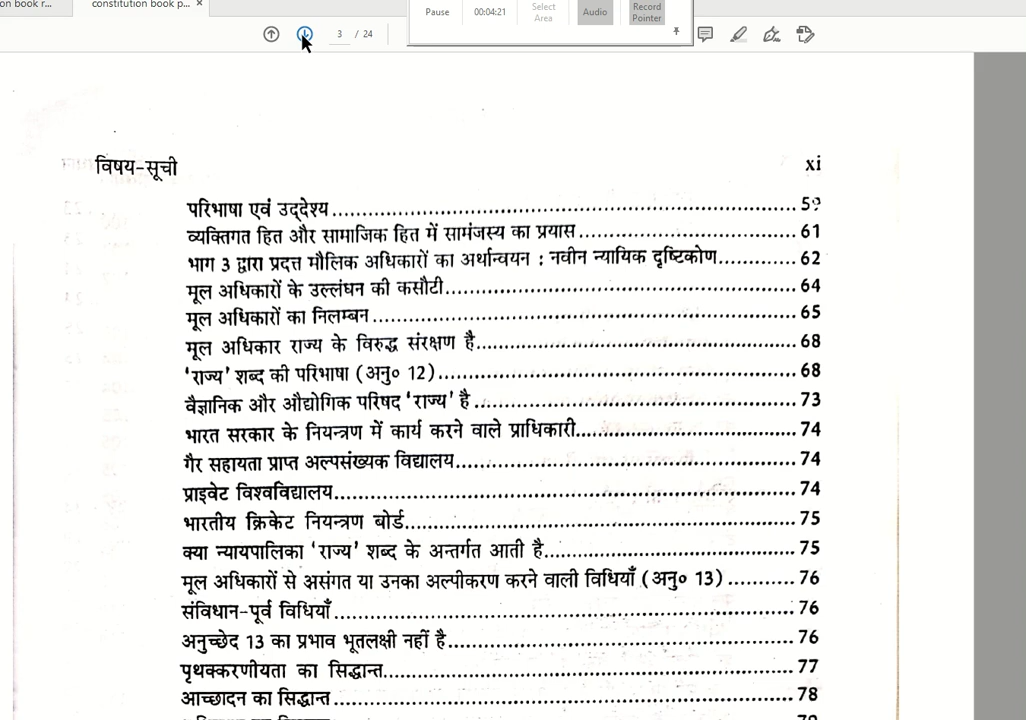 on book r...
constitution book p... ×
Pause
00:04:21
Select Area
Audio
Record Pointer
3 / 24
विषय-सूची xi
परिभाषा एवं उद्देश्य 59
व्यक्तिगत हित और सामाजिक हित में सामंजस्य का प्रयास 61
भाग 3 द्वारा प्रदत्त मौलिक अधिकारों का अर्थान्वयन : नवीन न्यायिक दृष्टिकोण 62
मूल अधिकारों के उल्लंघन की कसौटी 64
मूल अधिकारों का निलम्बन 65
मूल अधिकार राज्य के विरुद्ध संरक्षण है 68
'राज्य' शब्द की परिभाषा (अनु० 12) 68
वैज्ञानिक और औद्योगिक परिषद 'राज्य' है 73
भारत सरकार के नियन्त्रण में कार्य करने वाले प्राधिकारी 74
गैर सहायता प्राप्त अल्पसंख्यक विद्यालय 74
प्राइवेट विश्वविद्यालय 74
भारतीय क्रिकेट नियन्त्रण बोर्ड 75
क्या न्यायपालिका 'राज्य' शब्द के अन्तर्गत आती है 75
मूल अधिकारों से असंगत या उनका अल्पीकरण करने वाली विधियाँ (अनु० 13) 76
संविधान-पूर्व विधियाँ 76
अनुच्छेद 13 का प्रभाव भूतलक्षी नहीं है 76
पृथक्करणीयता का सिद्धान्त 77
आच्छादन का सिद्धान्त 78